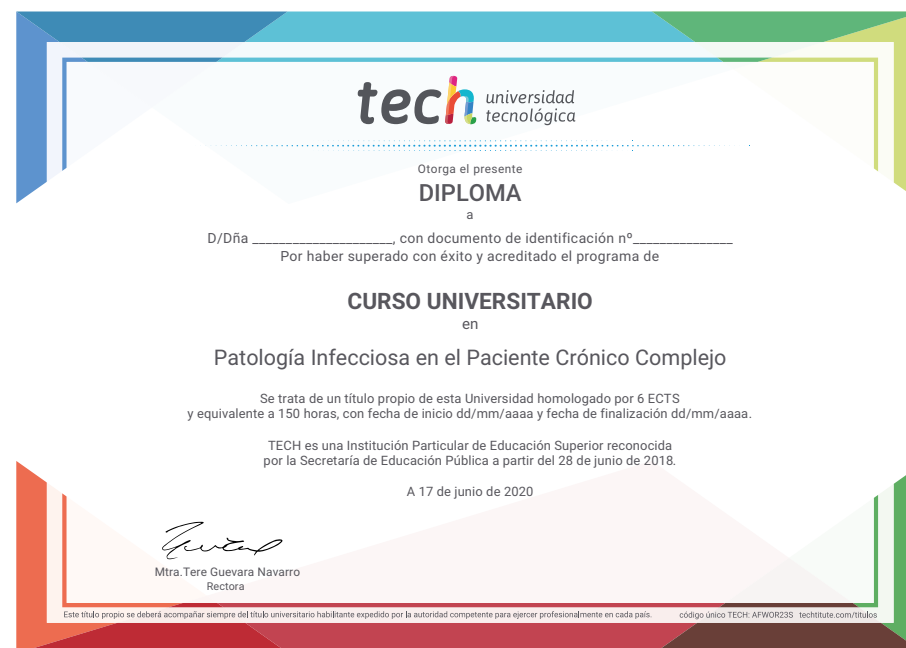 tech universidad
tecnológica
Otorga el presente
DIPLOMA
a
D/Dña _____________________, con documento de identificación nº_______________
Por haber superado con éxito y acreditado el programa de
CURSO UNIVERSITARIO
en
Patología Infecciosa en el Paciente Crónico Complejo
Se trata de un título propio de esta Universidad homologado por 6 ECTS
y equivalente a 150 horas, con fecha de inicio dd/mm/aaaa y fecha de finalización dd/mm/aaaa.
TECH es una Institución Particular de Educación Superior reconocida
por la Secretaría de Educación Pública a partir del 28 de junio de 2018.
A 17 de junio de 2020
Mtra.Tere Guevara Navarro
Rectora
Este título propio se deberá acompañar siempre del título universitario habilitante expedido por la autoridad competente para ejercer profesionalmente en cada país. código único TECH: AFWOR23S techtitute.com/titulos